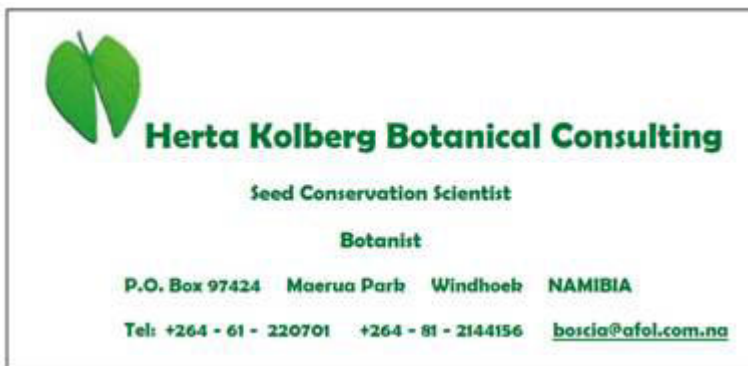 Herta Kolberg Botanical Consulting
Seed Conservation Scientist
Botanist
P.O. Box 97424 Maerua Park Windhoek NAMIBIA
Tel: +264 - 61 - 220701 +264 - 81 - 2144156 boscia@afol.com.na